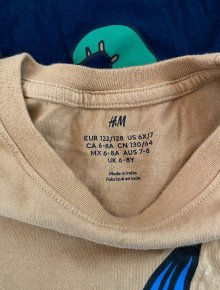 H&M
EUR 122/128 US 6X/7
CA 6-8A CN 130/64
MX 6-8A AUS 7-8
UK 6-8Y
Made in India
Fabriqué en Inde